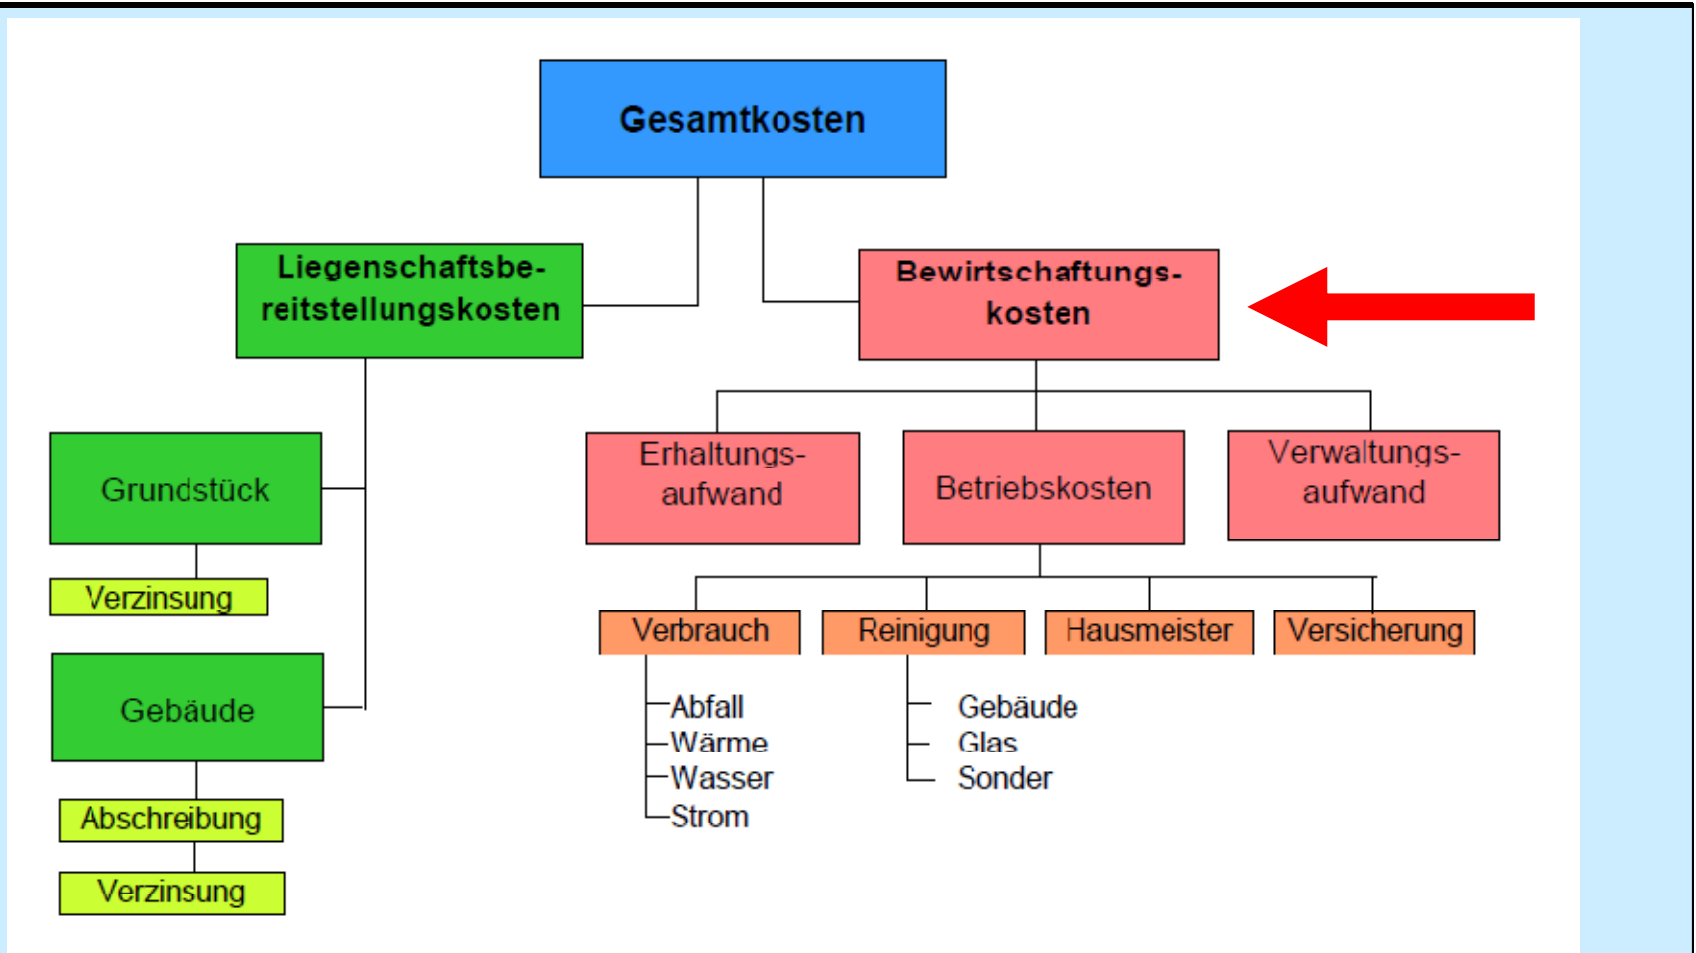 Gesamtkosten
Liegenschaftsbe-
reitstellungskosten
Bewirtschaftungs-
kosten
Grundstück
Verzinsung
Gebäude
Abschreibung
Verzinsung
Erhaltungs-
aufwand
Betriebskosten
Verwaltungs-
aufwand
Verbrauch
Reinigung
Hausmeister
Versicherung
Abfall
Wärme
Wasser
Strom
Gebäude
Glas
Sonder